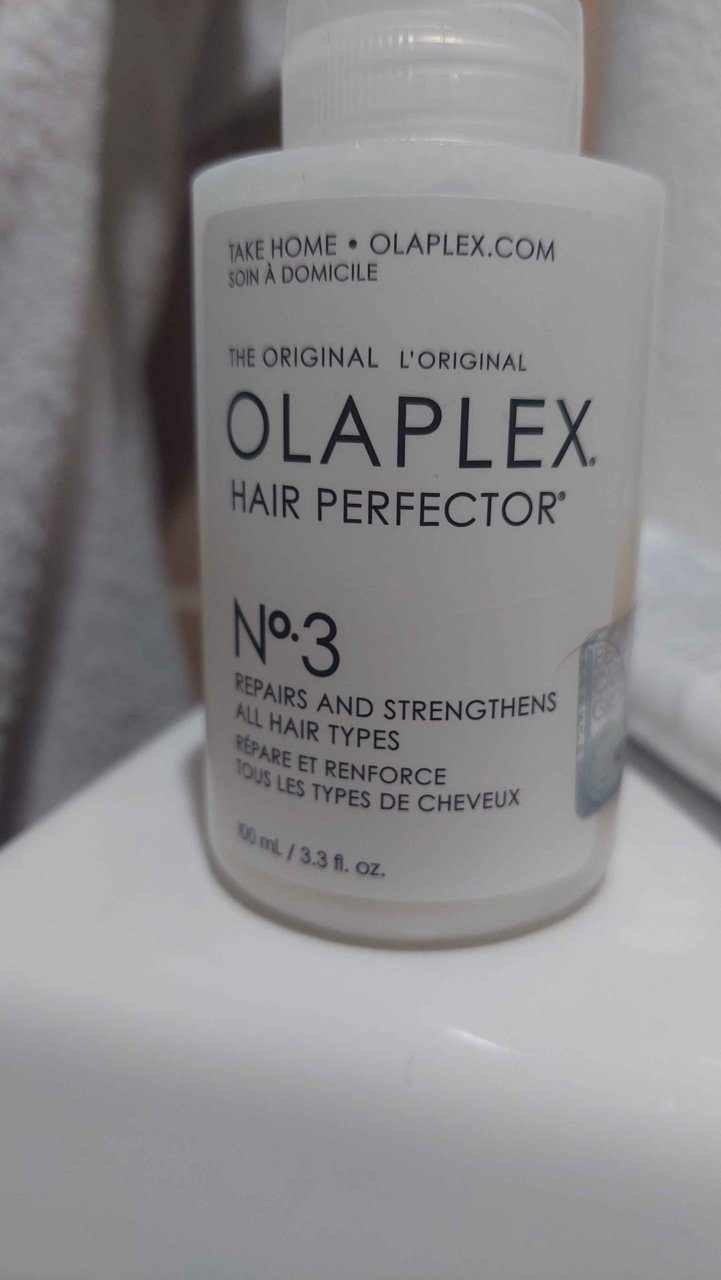 TAKE HOME • OLAPLEX.COM
SOIN À DOMICILE
THE ORIGINAL L'ORIGINAL
OLAPLEX®
HAIR PERFECTOR®
Nº.3
REPAIRS AND STRENGTHENS
ALL HAIR TYPES
RÉPARE ET RENFORCE
TOUS LES TYPES DE CHEVEUX
100 mL / 3.3 fl. oz.